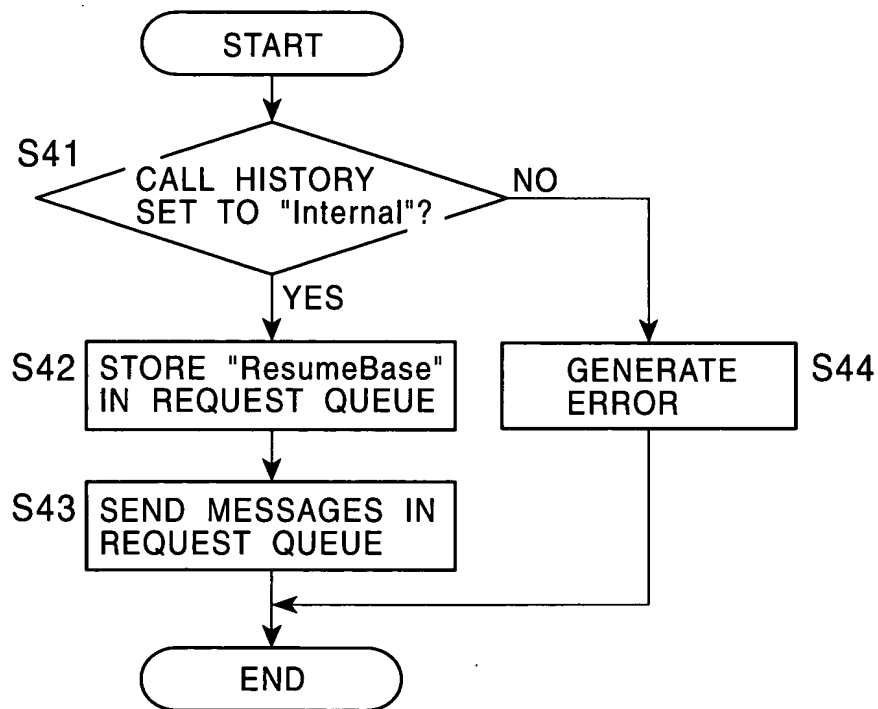 START
S41
CALL HISTORY
SET TO "Internal"?
NO
YES
S42
STORE "ResumeBase"
IN REQUEST QUEUE
GENERATE
ERROR
S44
S43
SEND MESSAGES IN
REQUEST QUEUE
END